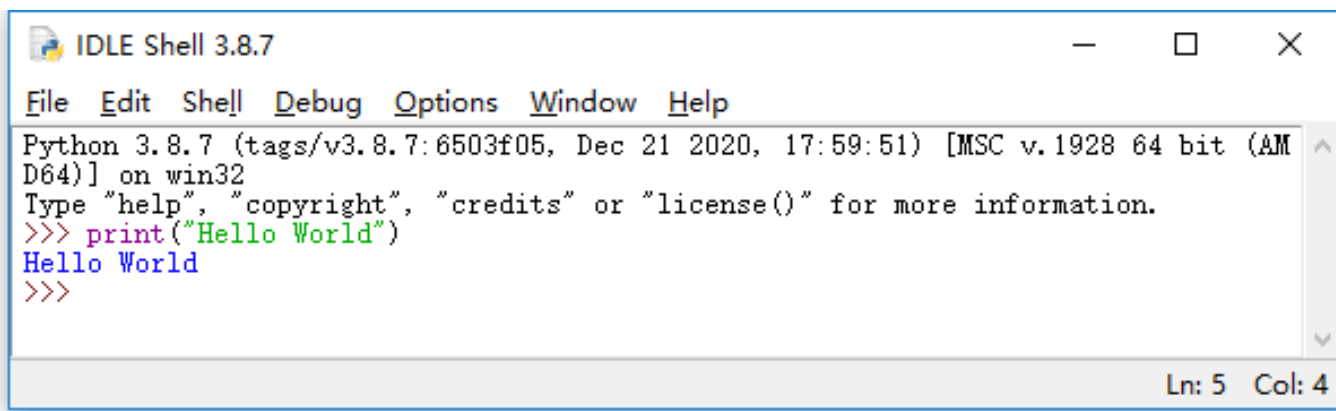 IDLE Shell 3.8.7
File Edit Shell Debug Options Window Help
Python 3.8.7 (tags/v3.8.7:6503f05, Dec 21 2020, 17:59:51) [MSC v.1928 64 bit (AM
D64)] on win32
Type "help", "copyright", "credits" or "license()" for more information.
>>> print("Hello World")
Hello World
>>>
Ln: 5 Col: 4